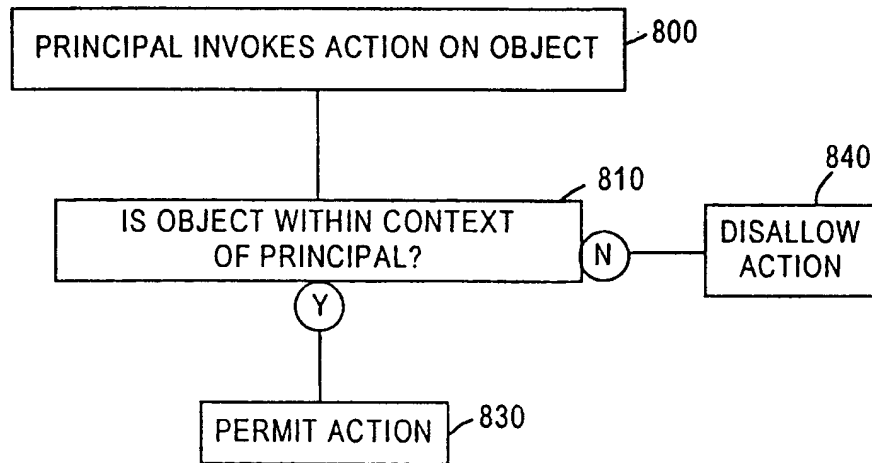 PRINCIPAL INVOKES ACTION ON OBJECT
800
810
IS OBJECT WITHIN CONTEXT
OF PRINCIPAL?
N
840
DISALLOW
ACTION
Y
PERMIT ACTION
830